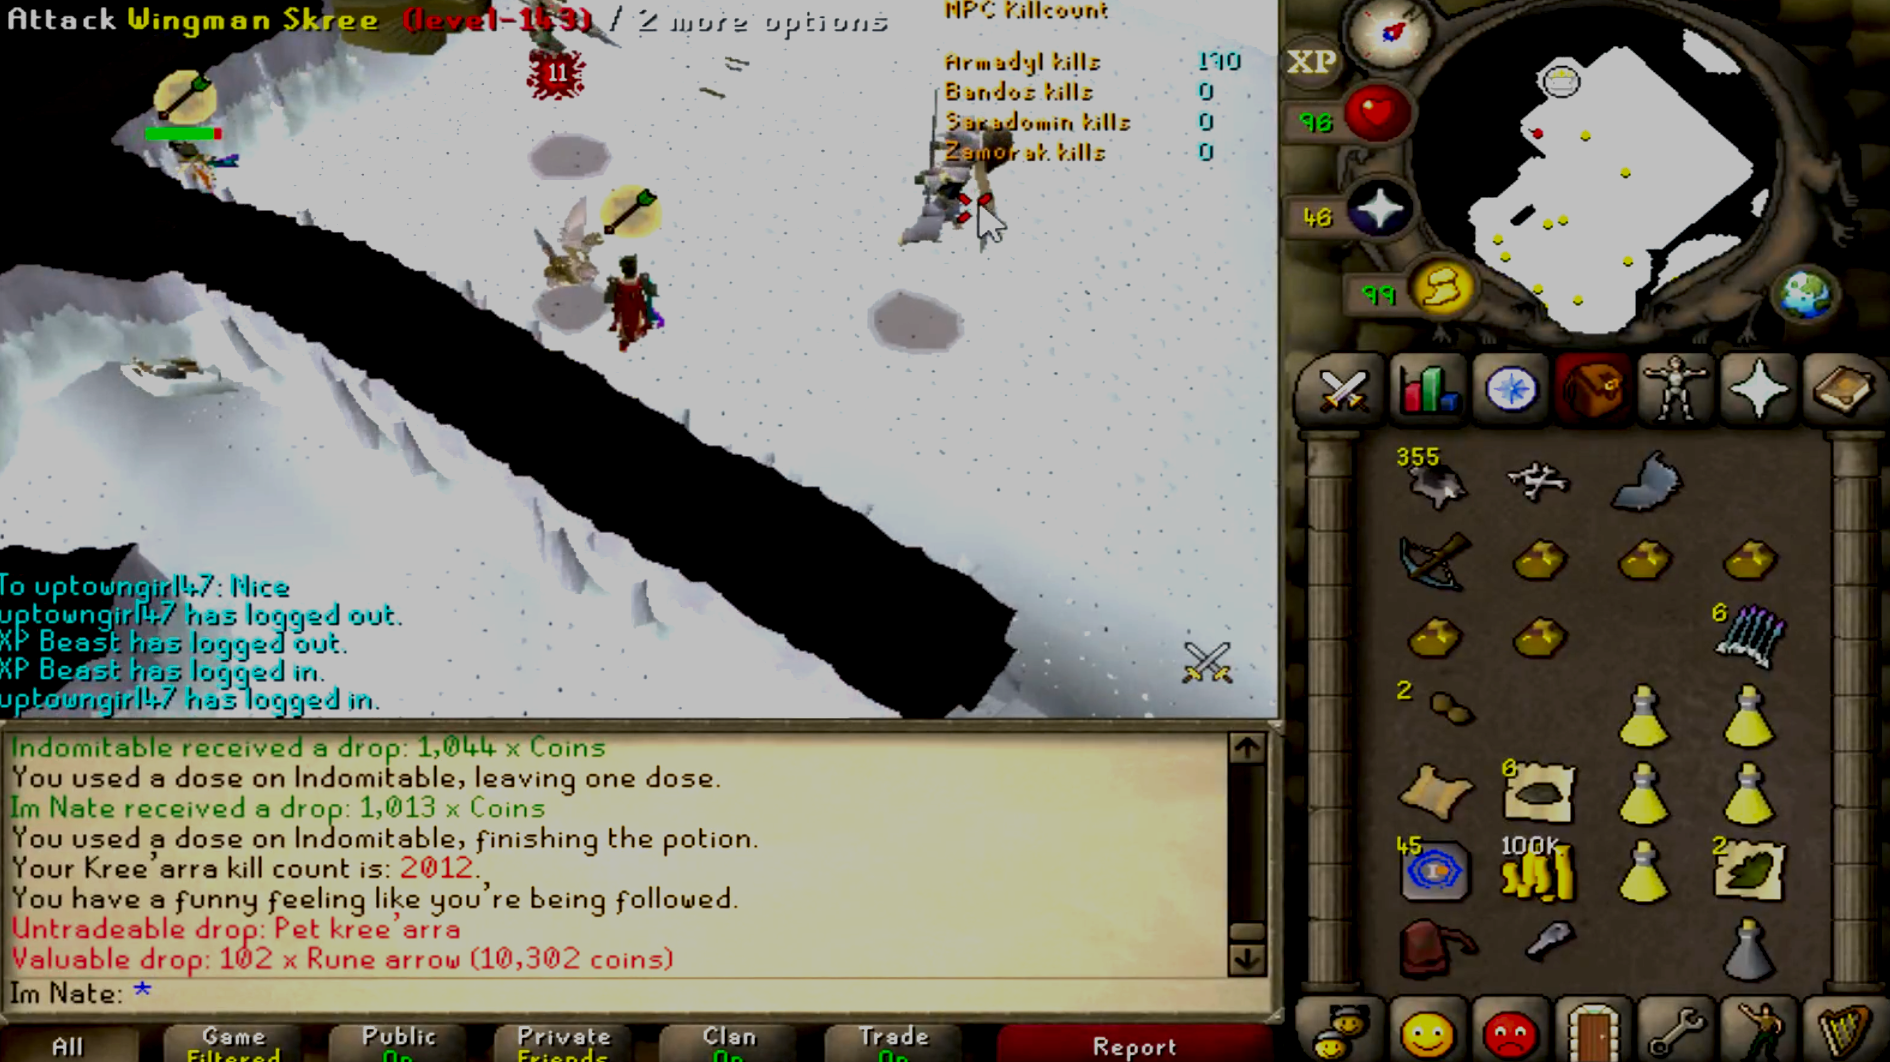 Attack Wingman Skree (level-143) / 2 more options
NPC Killcount
Armadyl kills 190
Bandos kills 0
Saradomin kills 0
Zamorak kills 0
11
XP
96
46
99
To uptowngirl47: Nice
uptowngirl47 has logged out.
XP Beast has logged out.
XP Beast has logged in.
uptowngirl47 has logged in.
355
6
2
6
45
100K
2
Indomitable received a drop: 1,044 x Coins
You used a dose on Indomitable, leaving one dose.
Im Nate received a drop: 1,013 x Coins
You used a dose on Indomitable, finishing the potion.
Your Kree'arra kill count is: 2012.
You have a funny feeling like you're being followed.
Untradeable drop: Pet kree'arra
Valuable drop: 102 x Rune arrow (10,302 coins)
Im Nate: *
All
Game
Filtered
Public
On
Private
Friends
Clan
On
Trade
On
Report